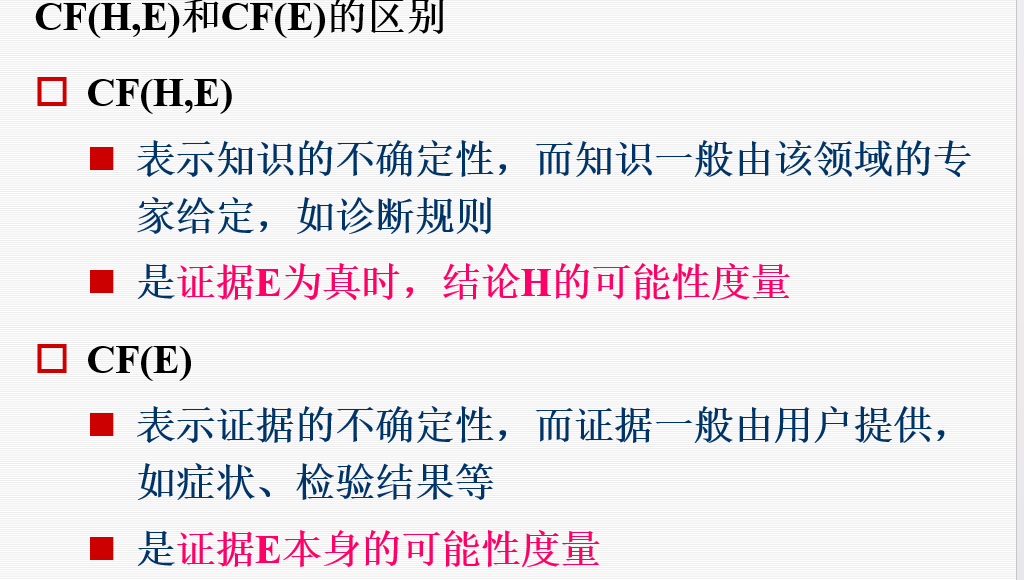 CF(H,E)和CF(E)的区别
CF(H,E)
表示知识的不确定性，而知识一般由该领域的专
家给定，如诊断规则
是证据E为真时，结论H的可能性度量
CF(E)
表示证据的不确定性，而证据一般由用户提供，
如症状、检验结果等
是证据E本身的可能性度量